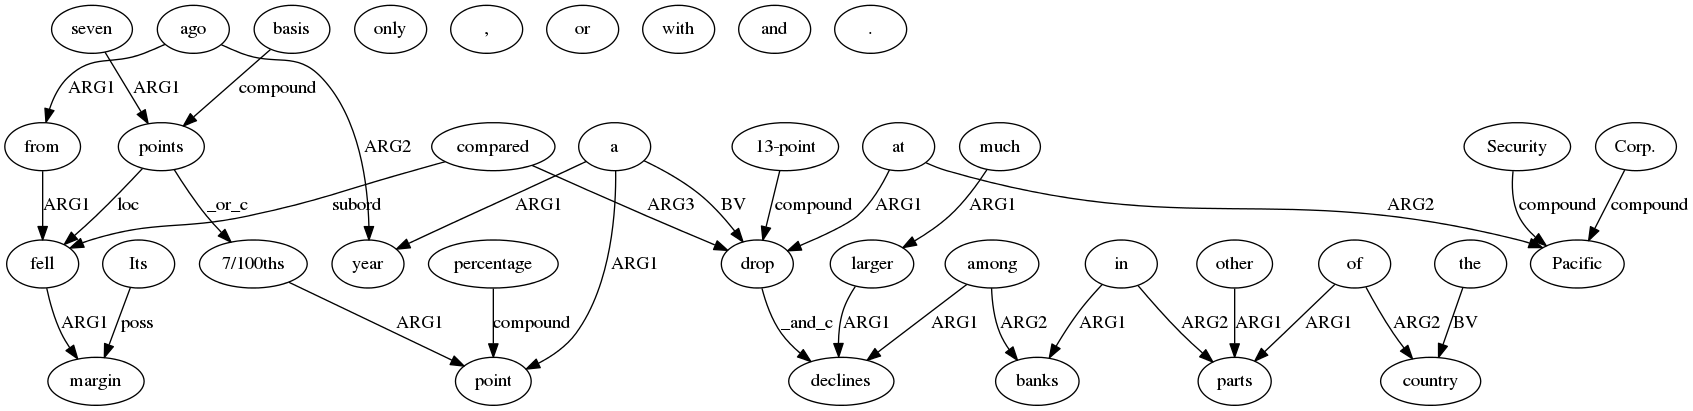 seven ago basis only , or with and .
ARG1 ARG1 compound
from points compared a 13-point at much Security Corp.
ARG2
ARG1 loc _or_c subord ARG1 ARG3 BV compound ARG1 ARG1 ARG2 compound compound
fell Its 7/100ths year percentage drop larger among in other of the Pacific
ARG1
ARG1 poss ARG1 compound _and_c ARG1 ARG1 ARG2 ARG1 ARG2 ARG1 ARG1 ARG2 BV
margin point declines banks parts country